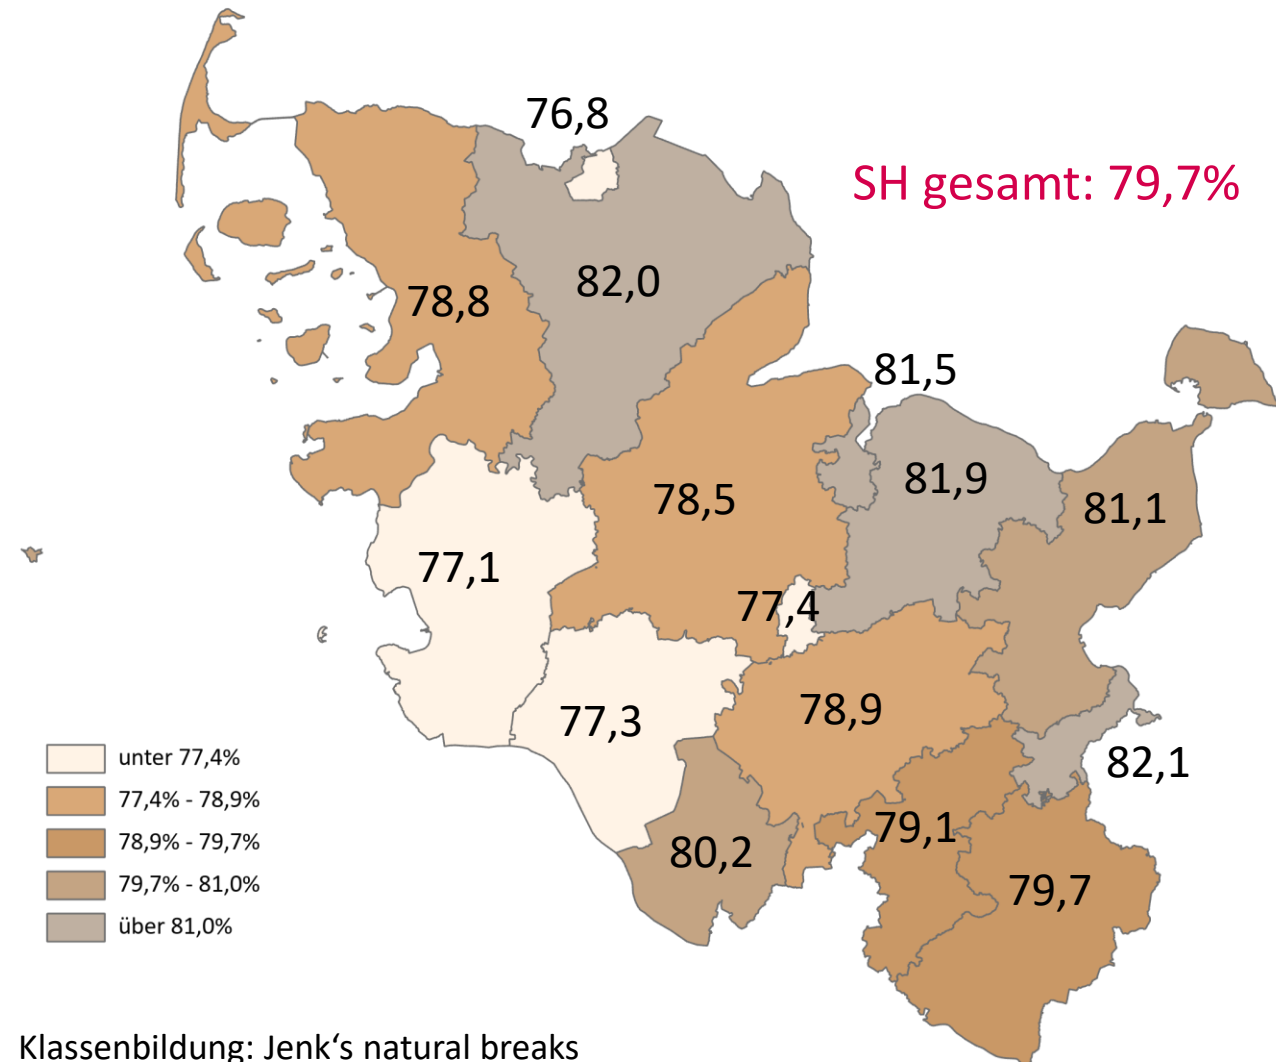 76,8
SH gesamt: 79,7%
82,0
78,8
81,5
81,9
78,5
81,1
77,1
77,4
78,9
77,3
82,1
79,1
80,2
79,7
unter 77,4%
77,4% - 78,9%
78,9% - 79,7%
79,7% - 81,0%
über 81,0%
Klassenbildung: Jenk‘s natural breaks